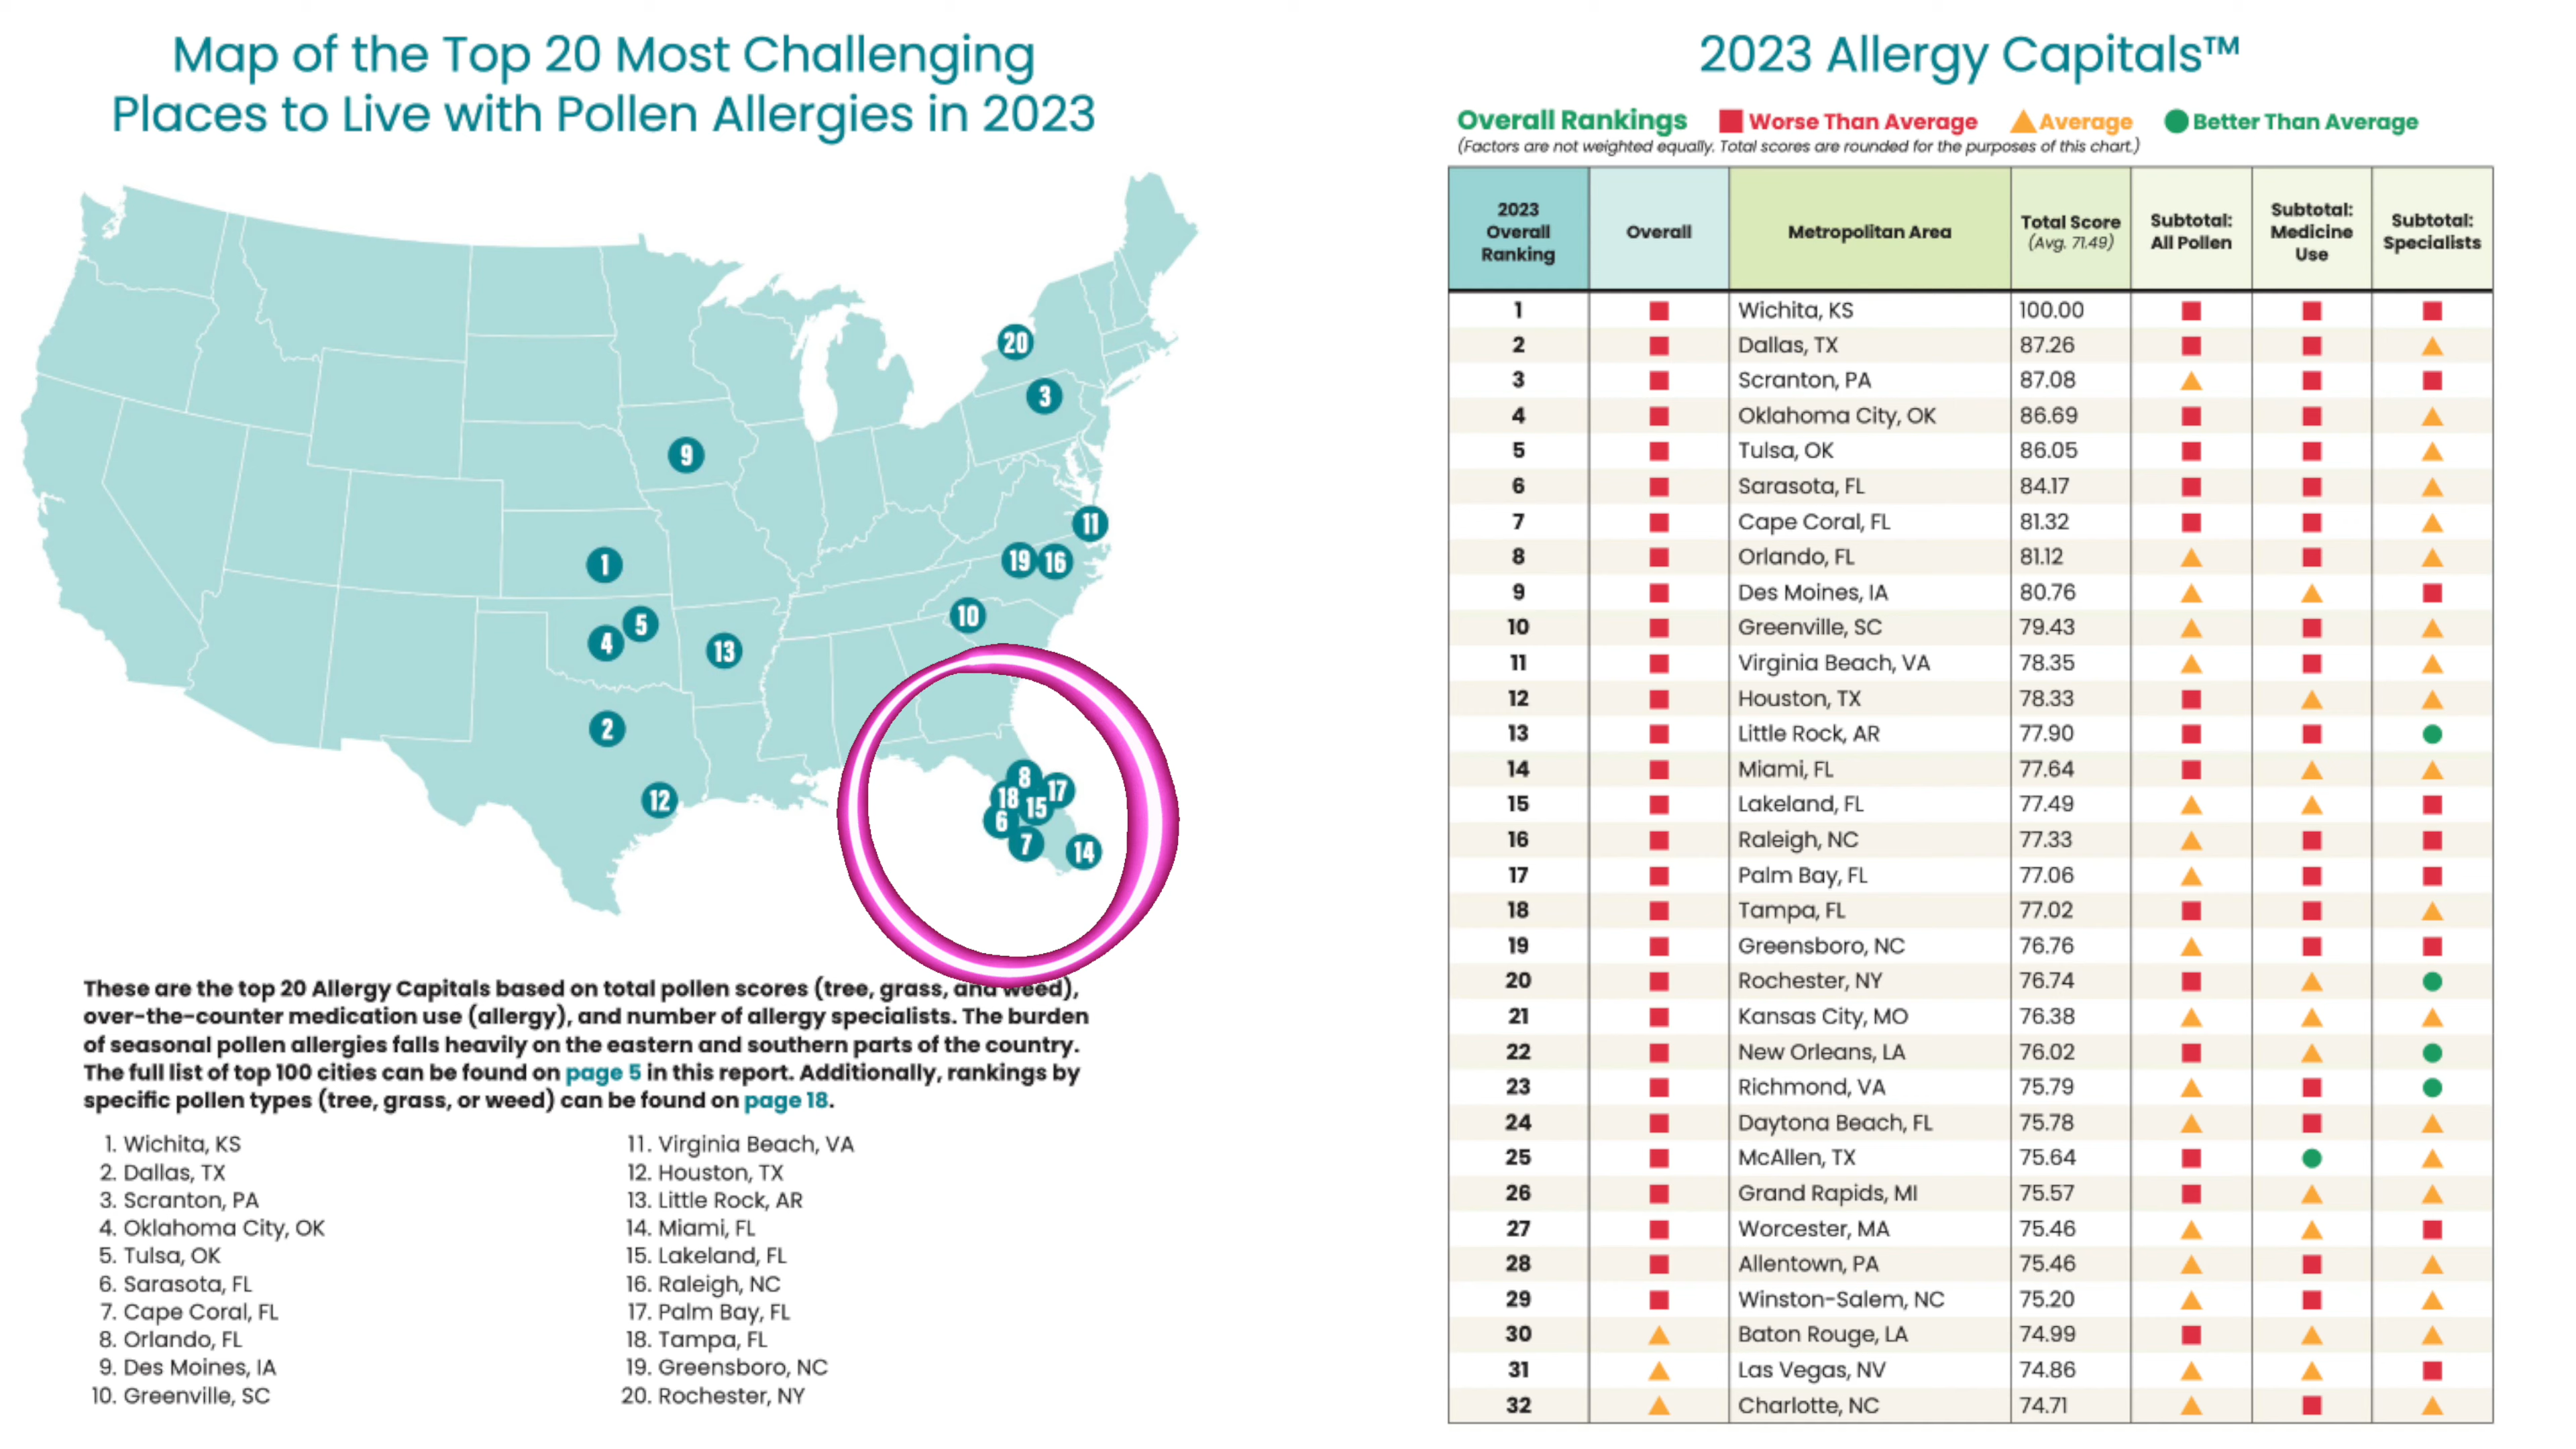 Map of the Top 20 Most Challenging
Places to Live with Pollen Allergies in 2023
20
3
9
11
19 16
1
10
5
4
13
2
12
8
17
18
15
6
7
14
These are the top 20 Allergy Capitals based on total pollen scores (tree, grass, and weed),
over-the-counter medication use (allergy), and number of allergy specialists. The burden
of seasonal pollen allergies falls heavily on the eastern and southern parts of the country.
The full list of top 100 cities can be found on page 5 in this report. Additionally, rankings by
specific pollen types (tree, grass, or weed) can be found on page 18.
1. Wichita, KS
2. Dallas, TX
3. Scranton, PA
4. Oklahoma City, OK
5. Tulsa, OK
6. Sarasota, FL
7. Cape Coral, FL
8. Orlando, FL
9. Des Moines, IA
10. Greenville, SC
11. Virginia Beach, VA
12. Houston, TX
13. Little Rock, AR
14. Miami, FL
15. Lakeland, FL
16. Raleigh, NC
17. Palm Bay, FL
18. Tampa, FL
19. Greensboro, NC
20. Rochester, NY
2023 Allergy Capitals™
Overall Rankings Worse Than Average Average Better Than Average
(Factors are not weighted equally. Total scores are rounded for the purposes of this chart.)
2023 Overall Ranking Overall Metropolitan Area Total Score (Avg. 71.49) Subtotal: All Pollen Subtotal: Medicine Use Subtotal: Specialists
1 Wichita, KS 100.00
2 Dallas, TX 87.26
3 Scranton, PA 87.08
4 Oklahoma City, OK 86.69
5 Tulsa, OK 86.05
6 Sarasota, FL 84.17
7 Cape Coral, FL 81.32
8 Orlando, FL 81.12
9 Des Moines, IA 80.76
10 Greenville, SC 79.43
11 Virginia Beach, VA 78.35
12 Houston, TX 78.33
13 Little Rock, AR 77.90
14 Miami, FL 77.64
15 Lakeland, FL 77.49
16 Raleigh, NC 77.33
17 Palm Bay, FL 77.06
18 Tampa, FL 77.02
19 Greensboro, NC 76.76
20 Rochester, NY 76.74
21 Kansas City, MO 76.38
22 New Orleans, LA 76.02
23 Richmond, VA 75.79
24 Daytona Beach, FL 75.78
25 McAllen, TX 75.64
26 Grand Rapids, MI 75.57
27 Worcester, MA 75.46
28 Allentown, PA 75.46
29 Winston-Salem, NC 75.20
30 Baton Rouge, LA 74.99
31 Las Vegas, NV 74.86
32 Charlotte, NC 74.71